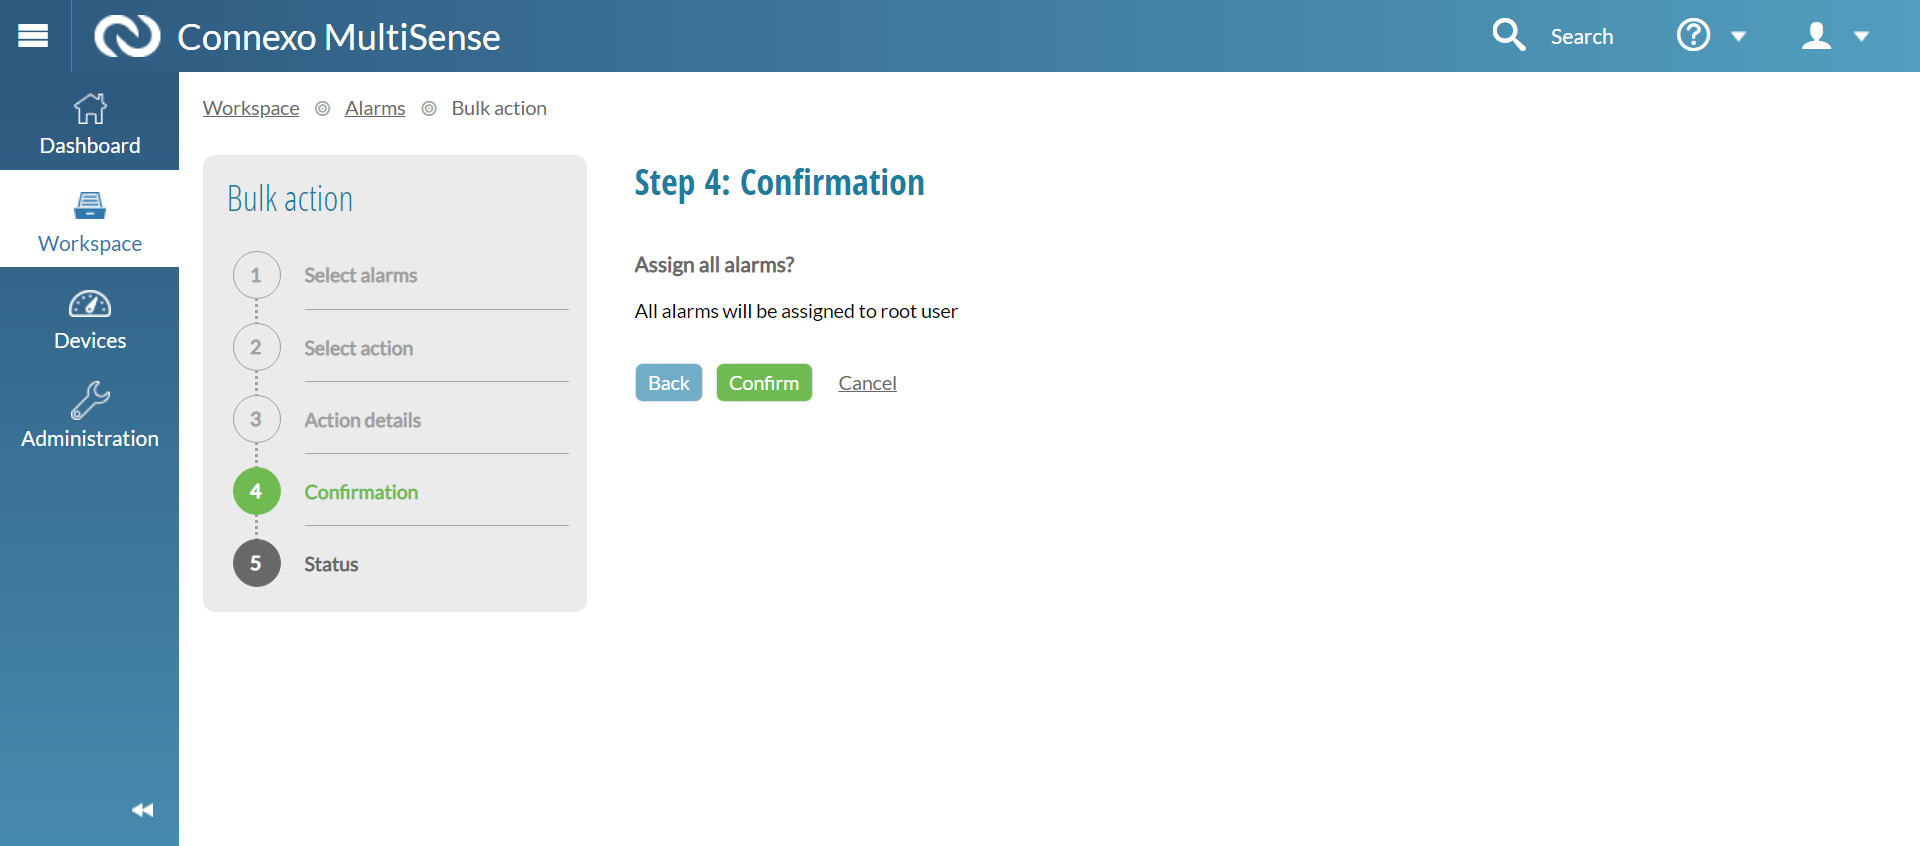 Connexo MultiSense
Search
Dashboard
Workspace
Devices
Administration
Workspace Alarms Bulk action
Bulk action
1 Select alarms
2 Select action
3 Action details
4 Confirmation
5 Status
Step 4: Confirmation
Assign all alarms?
All alarms will be assigned to root user
Back Confirm Cancel